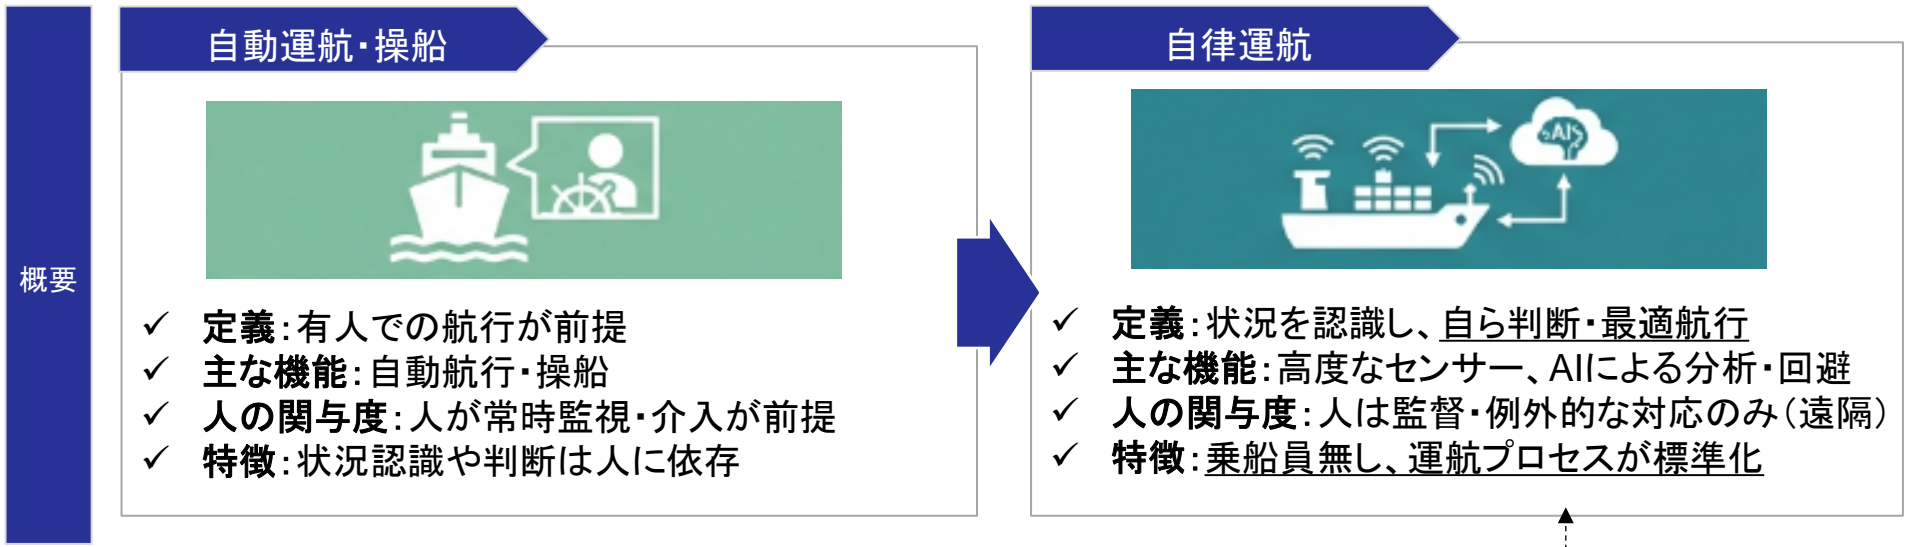 概要
自動運航・操船
✓ 定義：有人での航行が前提
✓ 主な機能：自動航行・操船
✓ 人の関与度：人が常時監視・介入が前提
✓ 特徴：状況認識や判断は人に依存
自律運航
AI
✓ 定義：状況を認識し、自ら判断・最適航行
✓ 主な機能：高度なセンサー、AIによる分析・回避
✓ 人の関与度：人は監督・例外的な対応のみ（遠隔）
✓ 特徴：乗船員無し、運航プロセスが標準化